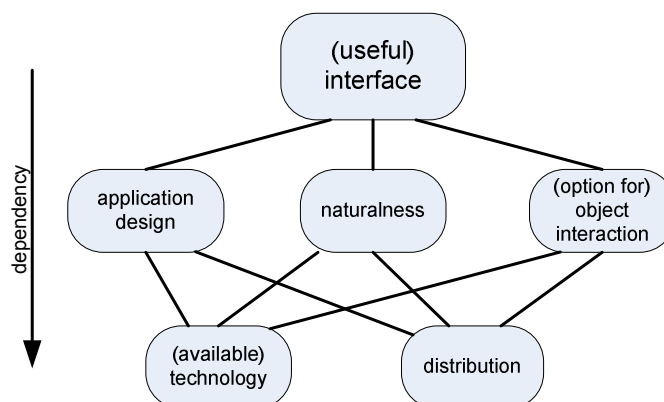 (useful)
interface
dependency
application
design
naturalness
(option for)
object
interaction
(available)
technology
distribution